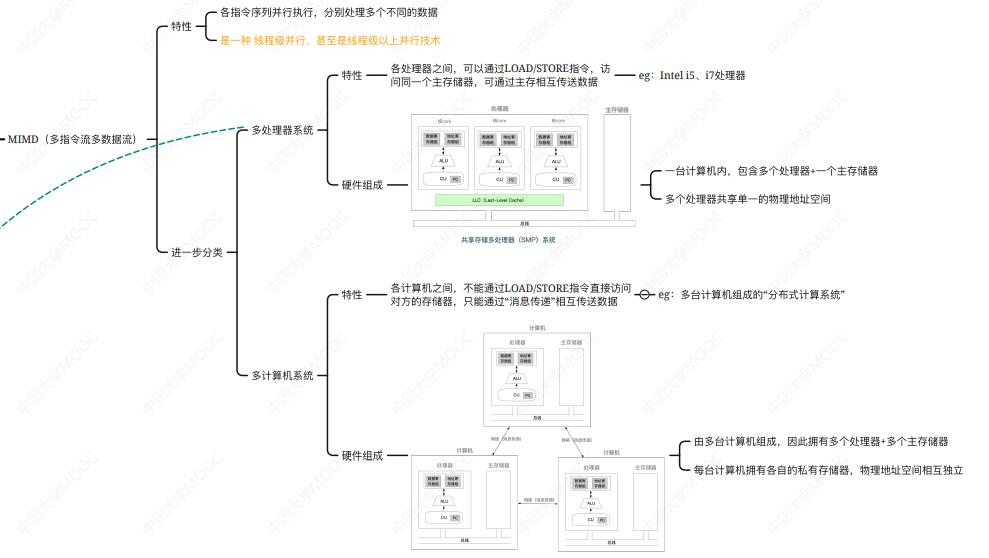 MIMD（多指令流多数据流）
特性
各指令序列并行执行，分别处理多个不同的数据
是一种 线程级并行、甚至是线程级以上并行技术
进一步分类
多处理器系统
特性
各处理器之间，可以通过LOAD/STORE指令，访
问同一个主存储器，可通过主存相互传送数据
eg：Intel i5、i7处理器
硬件组成
处理器
主存储器
核core
核core
核core
数据寄存器组
地址寄存器组
数据寄存器组
地址寄存器组
数据寄存器组
地址寄存器组
ALU
ALU
ALU
CU
PC
CU
PC
CU
PC
LLC（Last-Level Cache）
总线
共享存储多处理器（SMP）系统
一台计算机内，包含多个处理器+一个主存储器
多个处理器共享单一的物理地址空间
多计算机系统
特性
各计算机之间，不能通过LOAD/STORE指令直接访问
对方的存储器，只能通过“消息传递”相互传送数据
eg：多台计算机组成的“分布式计算系统”
硬件组成
计算机
处理器
主存储器
数据寄存器组
地址寄存器组
ALU
CU
PC
总线
网络（消息传递）
网络（消息传递）
计算机
处理器
主存储器
数据寄存器组
地址寄存器组
ALU
CU
PC
总线
网络（消息传递）
计算机
处理器
主存储器
数据寄存器组
地址寄存器组
ALU
CU
PC
总线
由多台计算机组成，因此拥有多个处理器+多个主存储器
每台计算机拥有各自的私有存储器，物理地址空间相互独立
中国大学MOOC